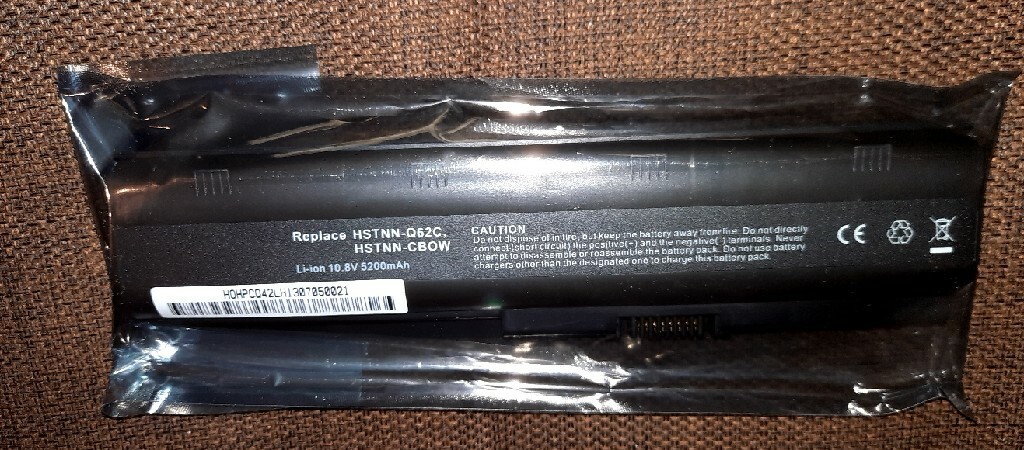 Replace HSTNN-Q62C,
HSTNN-CBOW
Li-ion 10.8V 5200mAh
CAUTION
Do not dispose of in fire, but keep the battery away from fire. Do not directly
connect (short circuit) the positive(+) and the negative(-) terminals. Never
attempt to disassemble or reassemble the battery pack. Do not use battery
chargers other than the designated one to charge this battery pack.
CE